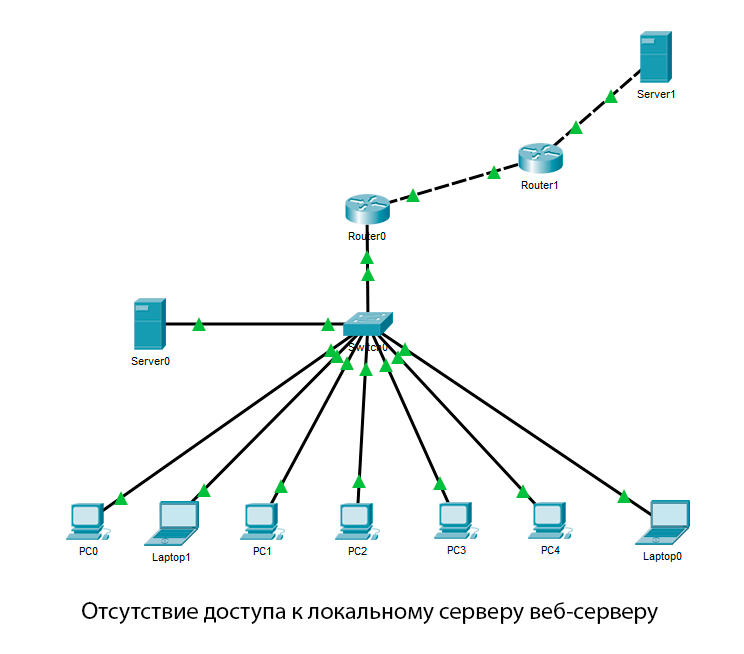 Server1
Router1
Router0
Server0
Switch0
PC0
Laptop1
PC1
PC2
PC3
PC4
Laptop0
Отсутствие доступа к локальному серверу веб-серверу